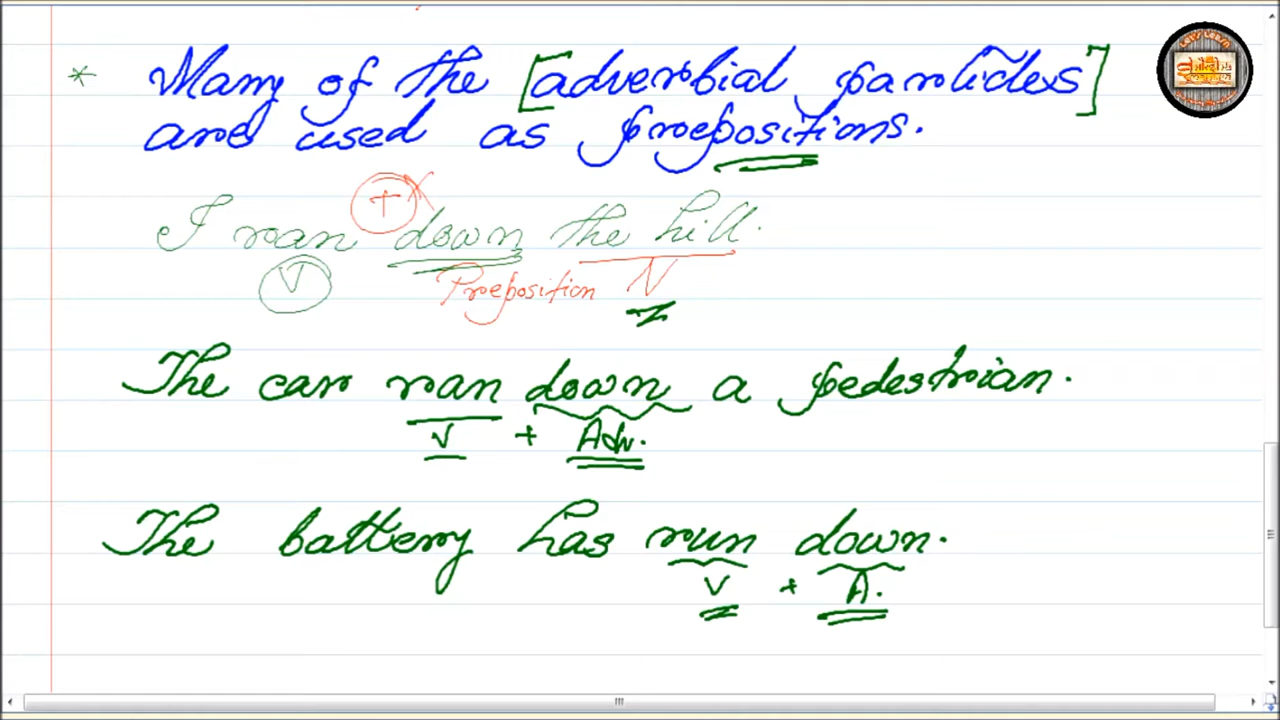 * Many of the [adverbial particles]
are used as prepositions.
+ ×
I ran down the hill.
V Preposition N
The car ran down a pedestrian.
V + Adv.
The battery has run down.
V + A.